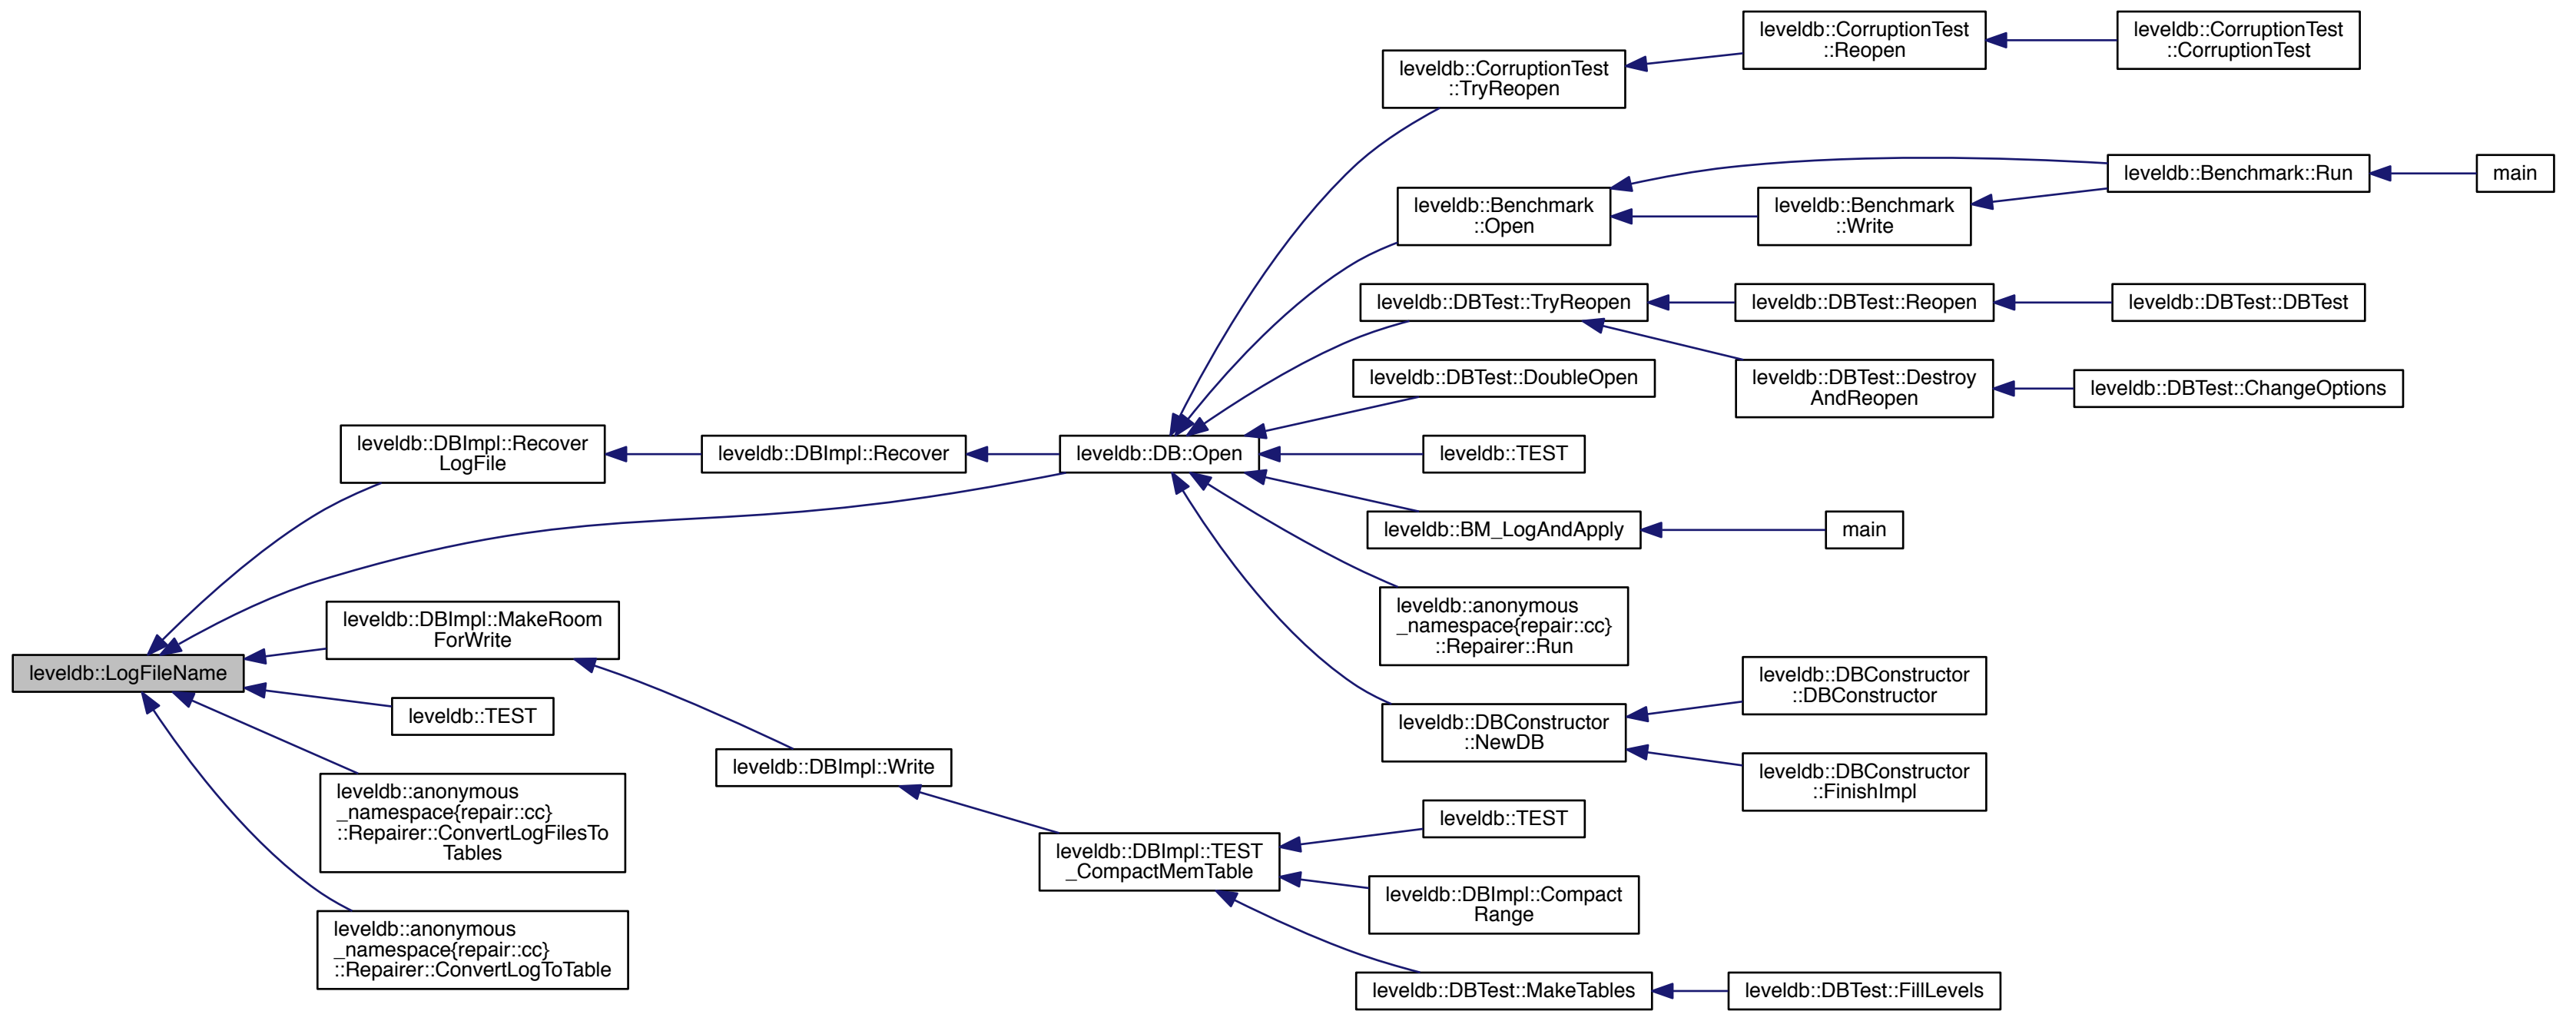 leveldb::LogFileName
leveldb::DBImpl::Recover
LogFile
leveldb::DBImpl::Recover
leveldb::DB::Open
leveldb::CorruptionTest
::TryReopen
leveldb::CorruptionTest
::Reopen
leveldb::CorruptionTest
::CorruptionTest
leveldb::Benchmark
::Open
leveldb::Benchmark
::Write
leveldb::Benchmark::Run
main
leveldb::DBTest::TryReopen
leveldb::DBTest::Reopen
leveldb::DBTest::DBTest
leveldb::DBTest::Destroy
AndReopen
leveldb::DBTest::ChangeOptions
leveldb::DBTest::DoubleOpen
leveldb::TEST
leveldb::BM_LogAndApply
main
leveldb::anonymous
_namespace{repair::cc}
::Repairer::Run
leveldb::DBConstructor
::NewDB
leveldb::DBConstructor
::DBConstructor
leveldb::DBConstructor
::FinishImpl
leveldb::DBImpl::MakeRoom
ForWrite
leveldb::DBImpl::Write
leveldb::DBImpl::TEST
_CompactMemTable
leveldb::TEST
leveldb::DBImpl::Compact
Range
leveldb::DBTest::MakeTables
leveldb::DBTest::FillLevels
leveldb::TEST
leveldb::anonymous
_namespace{repair::cc}
::Repairer::ConvertLogFilesTo
Tables
leveldb::anonymous
_namespace{repair::cc}
::Repairer::ConvertLogToTable